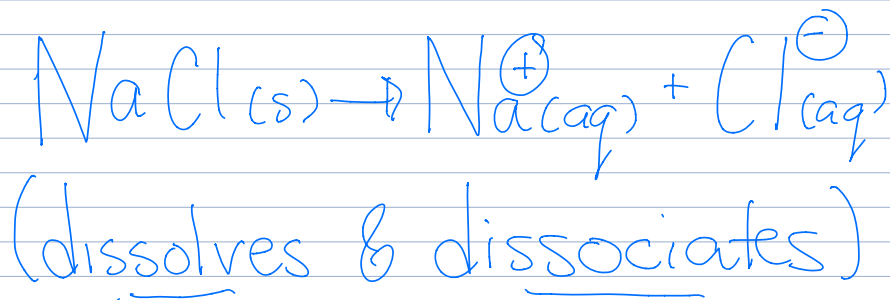 NaCl(s) → Na⊕(aq) + Cl⊖(aq)
(dissolves & dissociates)